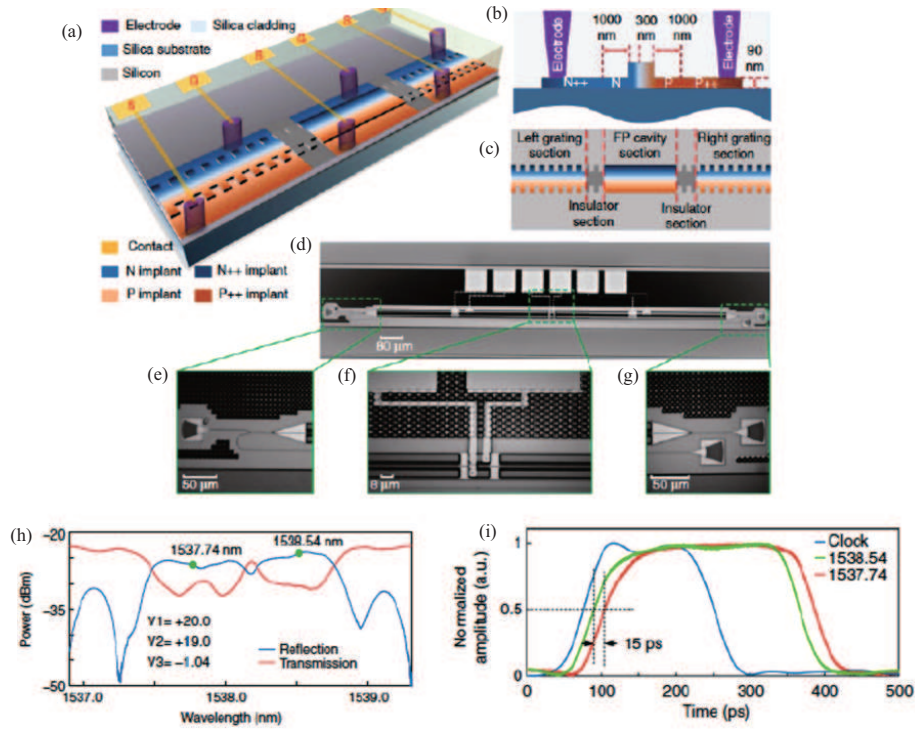 (a)
Electrode
Silica cladding
Silica substrate
Silicon
S
G
S
G
S
G
Contact
N implant
N++ implant
P implant
P++ implant
(b)
1000 nm
300 nm
1000 nm
Electrode
Electrode
90 nm
N++
N
P
P++
(c)
Left grating section
FP cavity section
Right grating section
Insulator section
Insulator section
(d)
80 μm
(e)
50 μm
(f)
8 μm
(g)
50 μm
(h)
-20
-35
-50
Power (dBm)
1537.74 nm
1538.54 nm
V1= +20.0
V2= +19.0
V3= −1.04
Reflection
Transmission
1537.0
1538.0
1539.0
Wavelength (nm)
(i)
Normalized amplitude (a.u.)
1
0.5
0
Clock
1538.54
1537.74
15 ps
0
100
200
300
400
500
Time (ps)